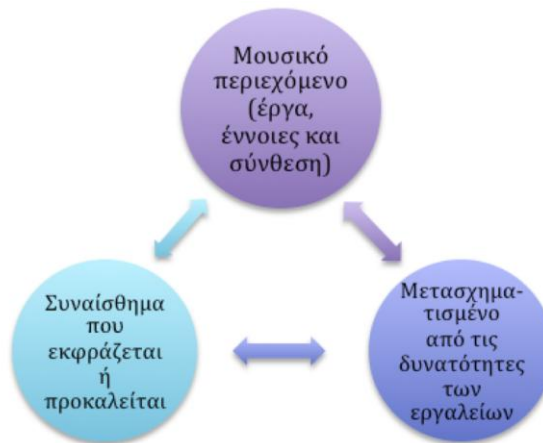 Μουσικό
περιεχόμενο
(έργα,
έννοιες και
σύνθεση)
Συναίσθημα
που
εκφράζεται
ή
προκαλείται
Μετασχημα-
τισμένο
από τις
δυνατότητες
των
εργαλείων